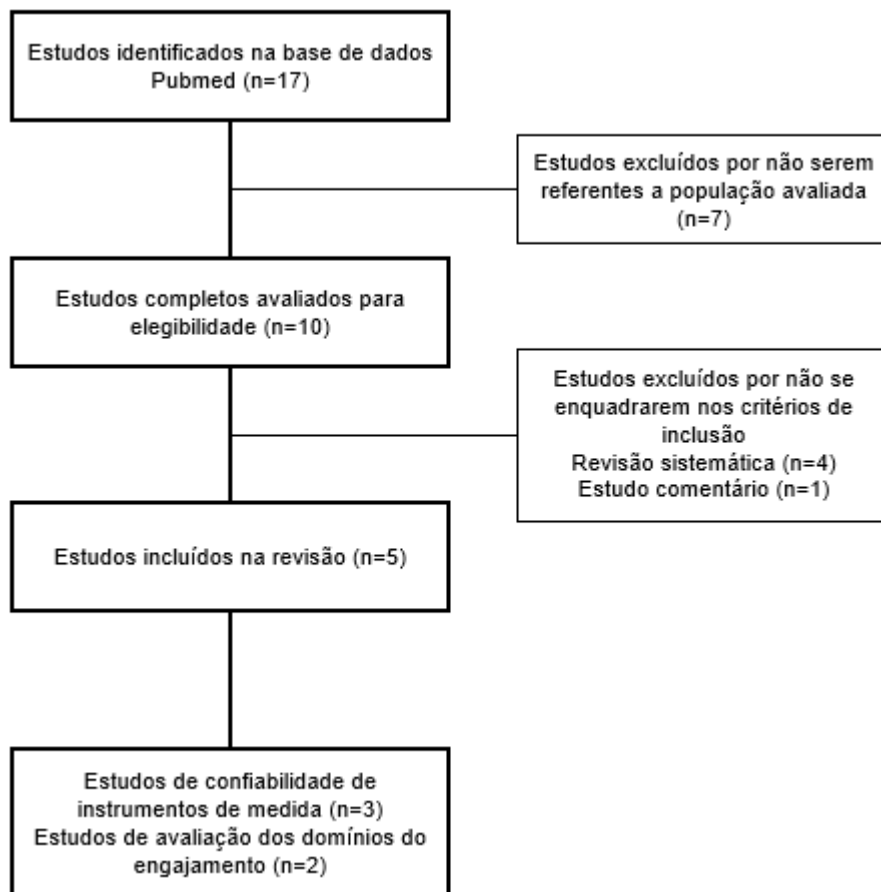 Estudos identificados na base de dados
Pubmed (n=17)
Estudos excluídos por não serem
referentes a população avaliada
(n=7)
Estudos completos avaliados para
elegibilidade (n=10)
Estudos excluídos por não se
enquadrarem nos critérios de
inclusão
Revisão sistemática (n=4)
Estudo comentário (n=1)
Estudos incluídos na revisão (n=5)
Estudos de confiabilidade de
instrumentos de medida (n=3)
Estudos de avaliação dos domínios do
engajamento (n=2)